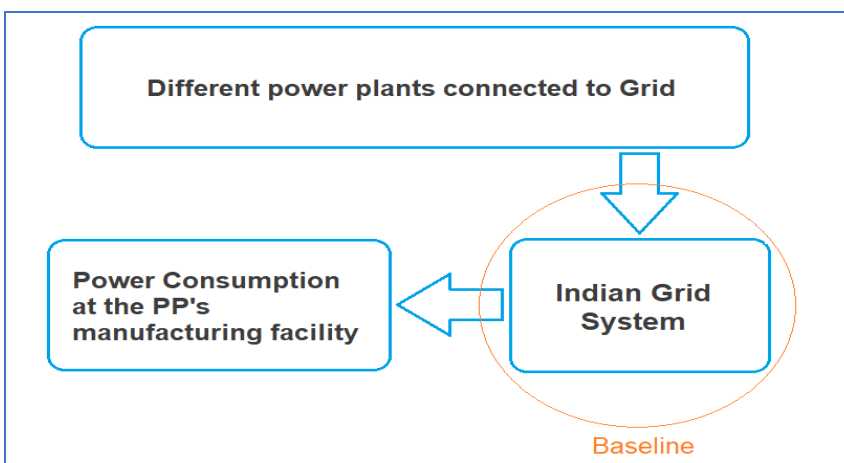 Different power plants connected to Grid
Power Consumption
at the PP's
manufacturing facility
Indian Grid
System
Baseline